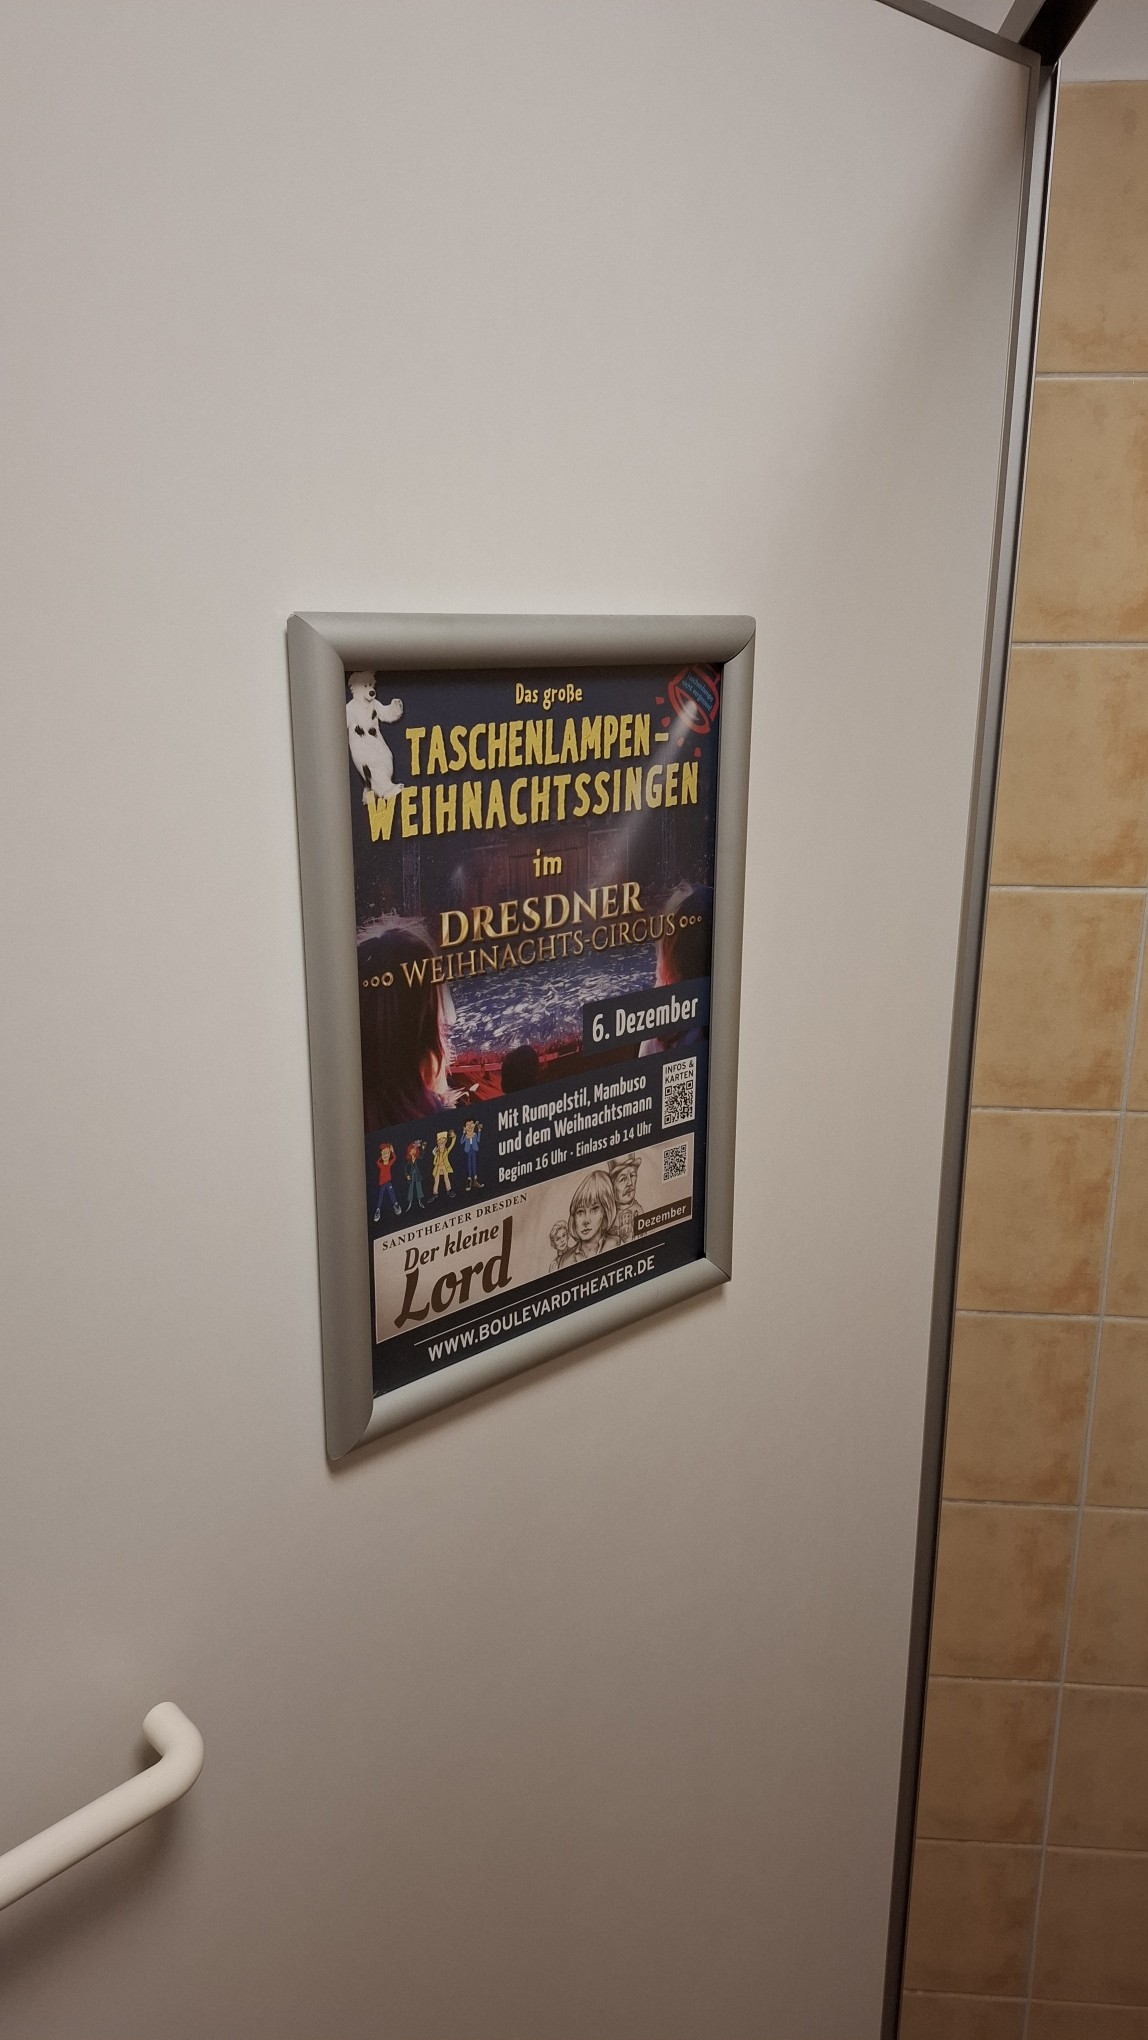 Das große
TASCHENLAMPEN-
WEIHNACHTSSINGEN
im
DRESDNER
WEIHNACHTS-CIRCUS
6. Dezember
INFOS &
KARTEN
Mit Rumpelstil, Mambuso
und dem Weihnachtsmann
Beginn 16 Uhr · Einlass ab 14 Uhr
SANDTHEATER DRESDEN
Der kleine
Lord
Dezember
WWW.BOULEVARDTHEATER.DE